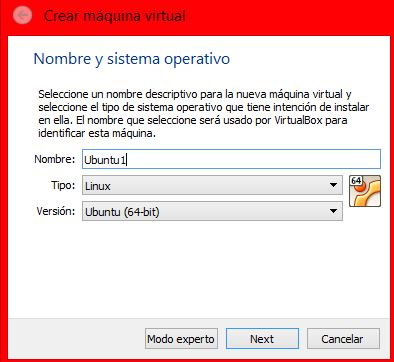 Crear máquina virtual
Nombre y sistema operativo
Seleccione un nombre descriptivo para la nueva máquina virtual y
seleccione el tipo de sistema operativo que tiene intención de instalar
en ella. El nombre que seleccione será usado por VirtualBox para
identificar esta máquina.
Nombre: Ubuntu1
Tipo: Linux
64
Versión: Ubuntu (64-bit)
Modo experto Next Cancelar